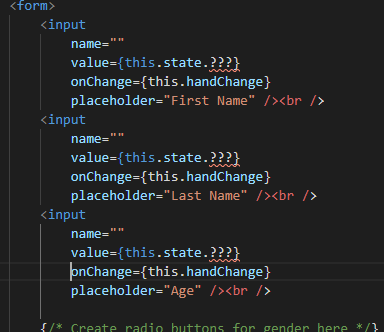 <form>
<input
name=""
value={this.state.???}
onChange={this.handChange}
placeholder="First Name" /><br />
<input
name=""
value={this.state.???}
onChange={this.handChange}
placeholder="Last Name" /><br />
<input
name=""
value={this.state.???}
onChange={this.handChange}
placeholder="Age" /><br />
{/* Create radio buttons for gender here */}